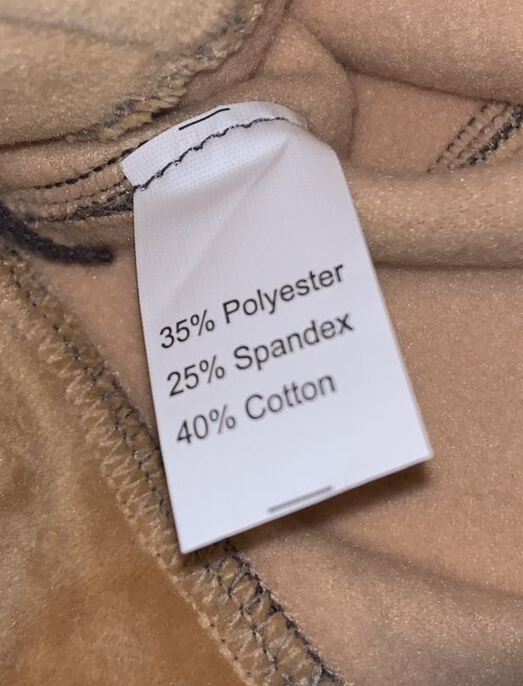 35% Polyester
25% Spandex
40% Cotton